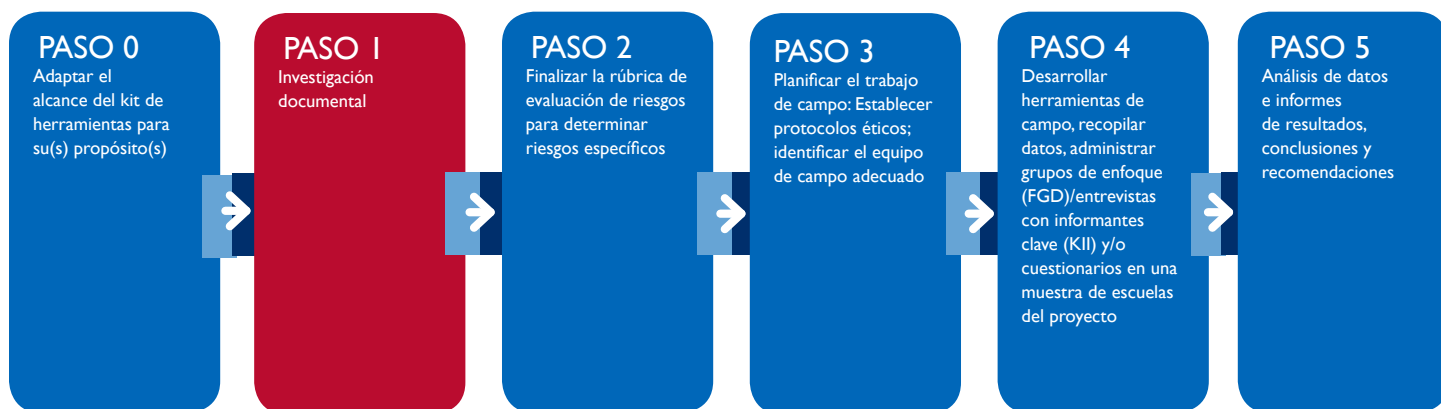 PASO 0
Adaptar el
alcance del kit de
herramientas para
su(s) propósito(s)
PASO 1
Investigación
documental
PASO 2
Finalizar la rúbrica de
evaluación de riesgos
para determinar
riesgos específicos
PASO 3
Planificar el trabajo
de campo: Establecer
protocolos éticos;
identificar el equipo
de campo adecuado
PASO 4
Desarrollar
herramientas de
campo, recopilar
datos, administrar
grupos de enfoque
(FGD)/entrevistas
con informantes
clave (KII) y/o
cuestionarios en una
muestra de escuelas
del proyecto
PASO 5
Análisis de datos
e informes
de resultados,
conclusiones y
recomendaciones